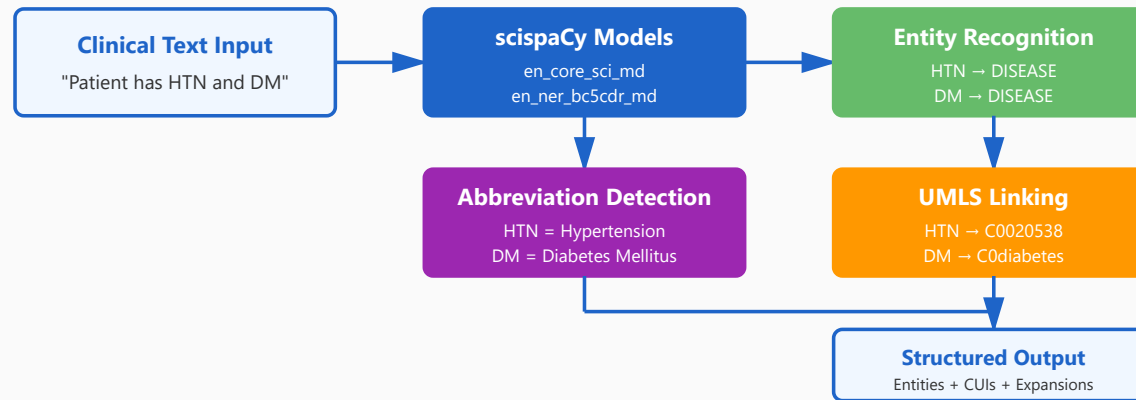 Clinical Text Input
"Patient has HTN and DM"
scispaCy Models
en_core_sci_md
en_ner_bc5cdr_md
Entity Recognition
HTN → DISEASE
DM → DISEASE
Abbreviation Detection
HTN = Hypertension
DM = Diabetes Mellitus
UMLS Linking
HTN → C0020538
DM → C0diabetes
Structured Output
Entities + CUIs + Expansions